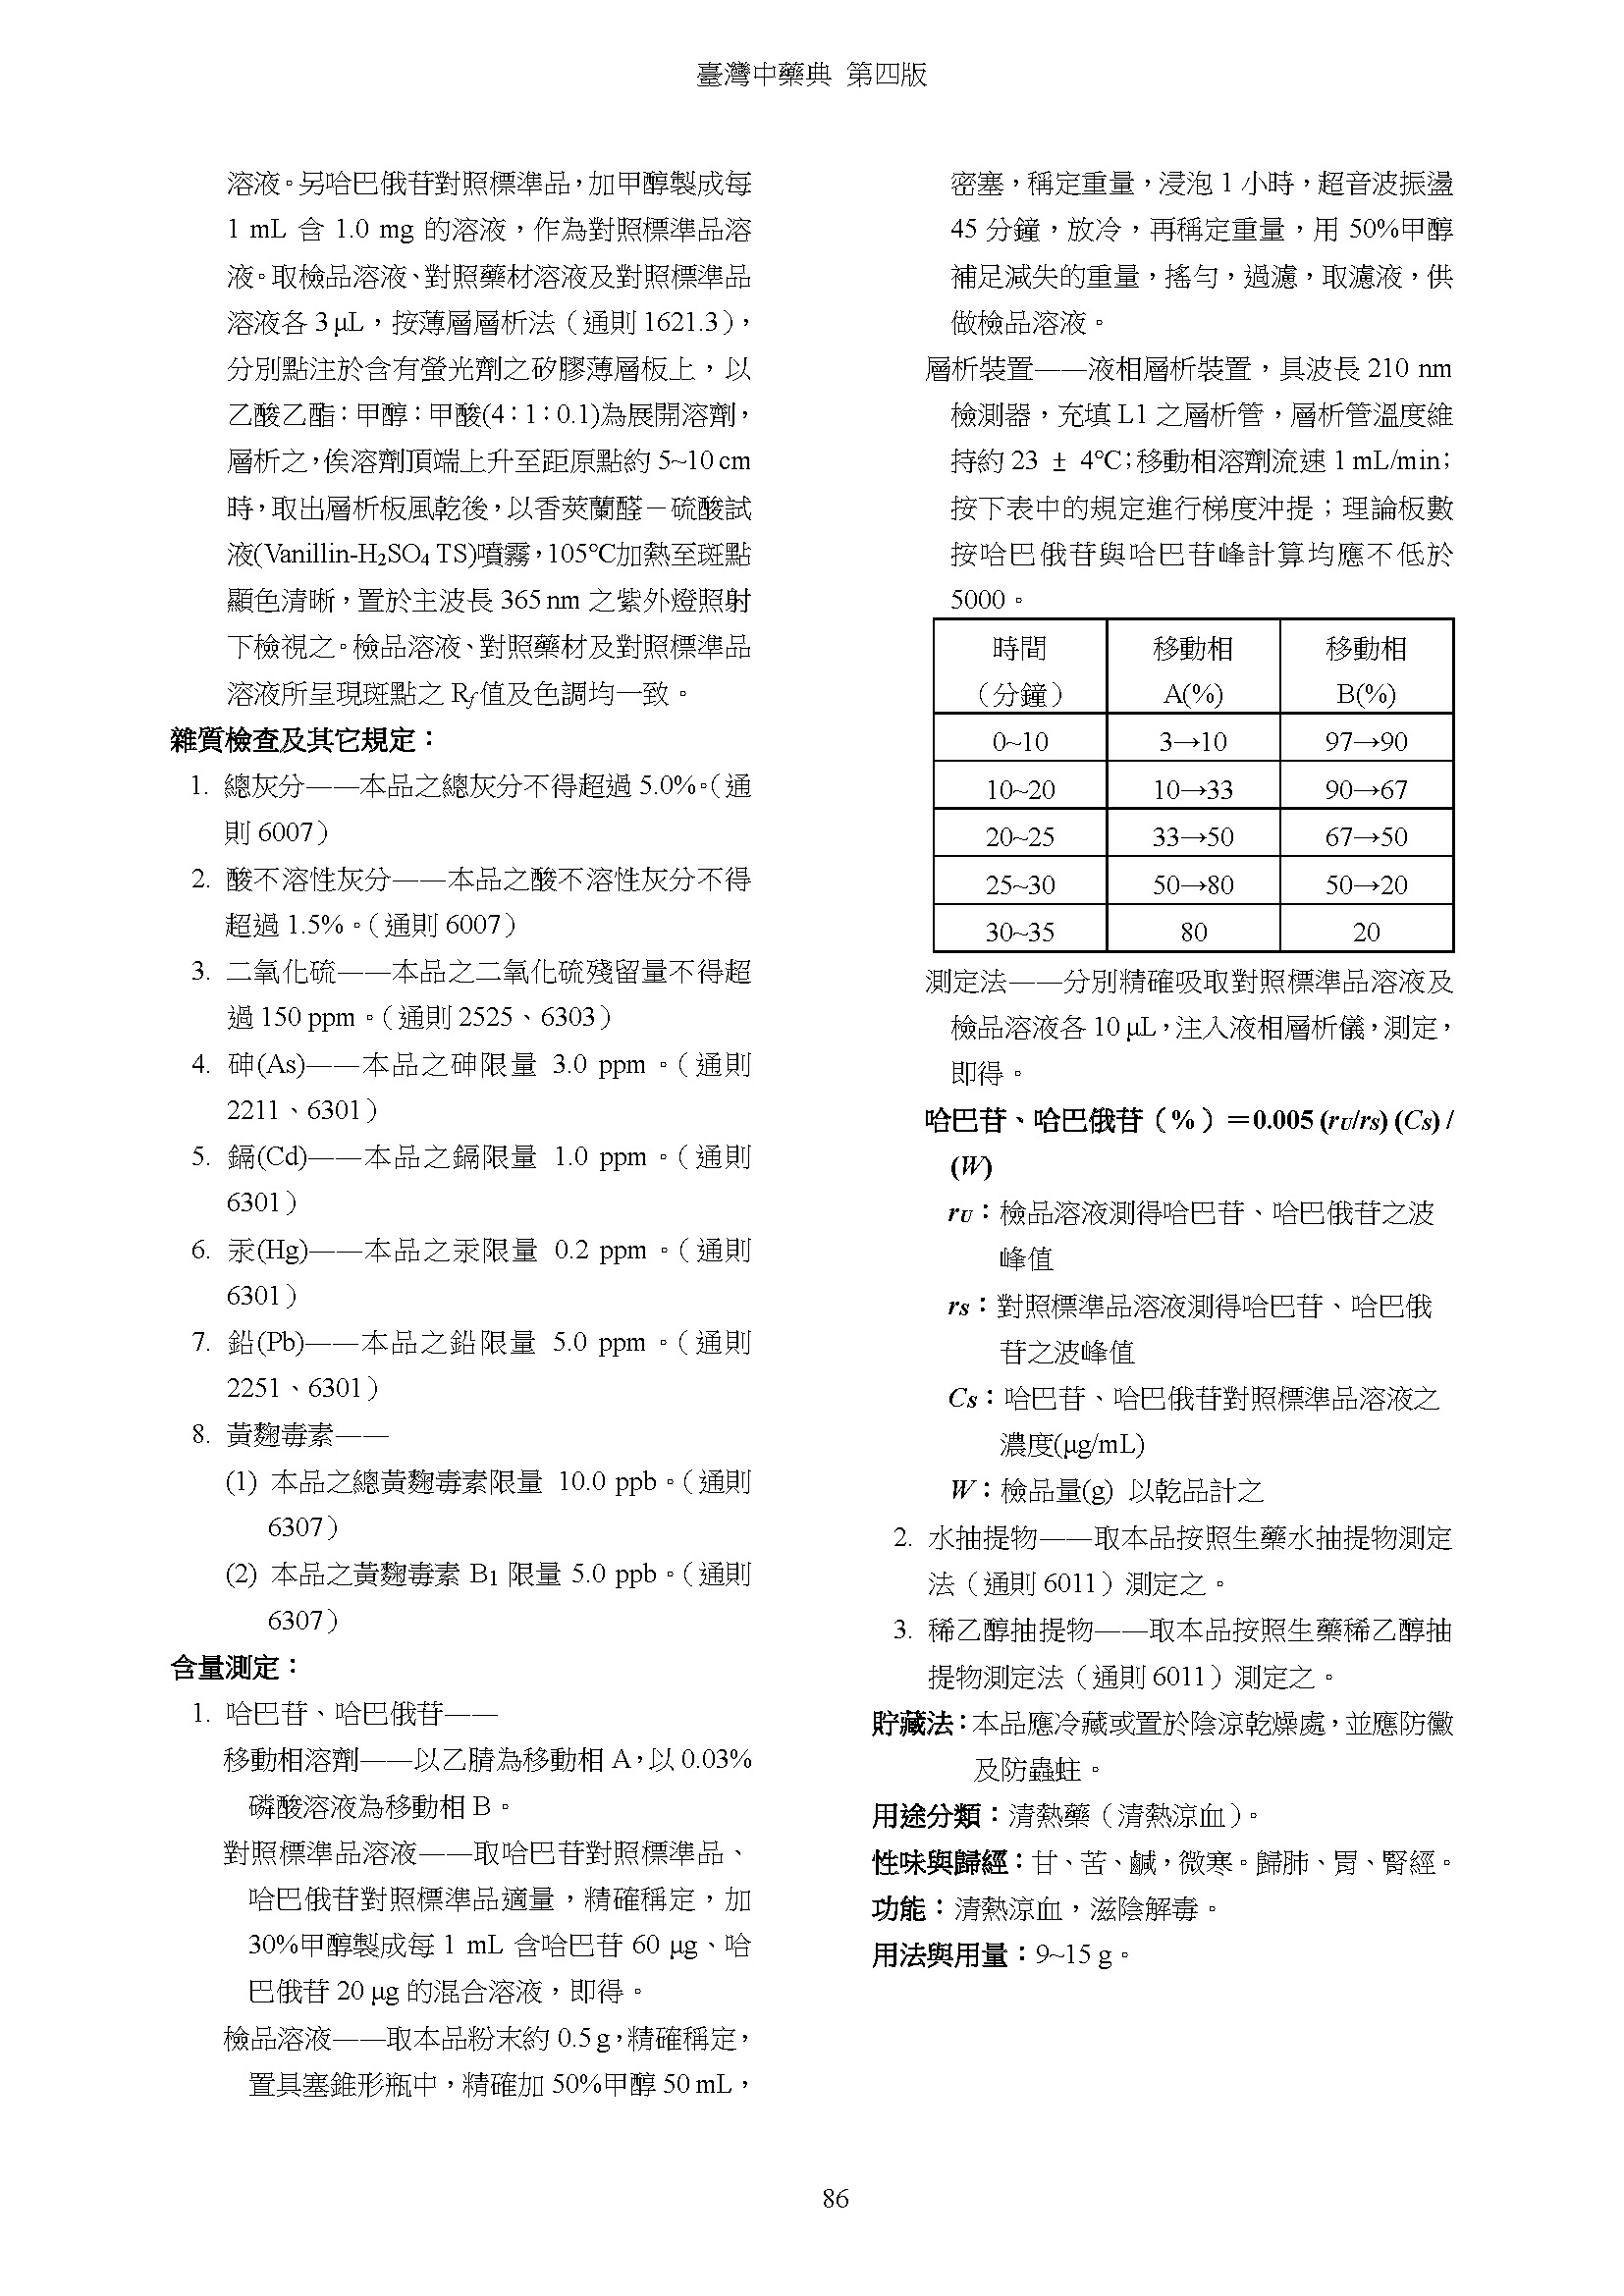 臺灣中藥典 第四版
溶液。另哈巴俄苷對照標準品，加甲醇製成每
1 mL 含 1.0 mg 的溶液，作為對照標準品溶
液。取檢品溶液、對照藥材溶液及對照標準品
溶液各 3 μL，按薄層層析法（通則 1621.3），
分別點注於含有螢光劑之矽膠薄層板上，以
乙酸乙酯：甲醇：甲酸(4：1：0.1)為展開溶劑，
層析之，俟溶劑頂端上升至距原點約 5~10 cm
時，取出層析板風乾後，以香莢蘭醛－硫酸試
液(Vanillin-H₂SO₄ TS)噴霧，105℃加熱至斑點
顯色清晰，置於主波長 365 nm 之紫外燈照射
下檢視之。檢品溶液、對照藥材及對照標準品
溶液所呈現斑點之 Rf 值及色調均一致。
雜質檢查及其它規定：
1. 總灰分——本品之總灰分不得超過 5.0%。（通
則 6007）
2. 酸不溶性灰分——本品之酸不溶性灰分不得
超過 1.5%。（通則 6007）
3. 二氧化硫——本品之二氧化硫殘留量不得超
過 150 ppm。（通則 2525、6303）
4. 砷(As)——本品之砷限量 3.0 ppm。（通則
2211、6301）
5. 鎘(Cd)——本品之鎘限量 1.0 ppm。（通則
6301）
6. 汞(Hg)——本品之汞限量 0.2 ppm。（通則
6301）
7. 鉛(Pb)——本品之鉛限量 5.0 ppm。（通則
2251、6301）
8. 黃麴毒素——
(1) 本品之總黃麴毒素限量 10.0 ppb。（通則
6307）
(2) 本品之黃麴毒素 B₁ 限量 5.0 ppb。（通則
6307）
含量測定：
1. 哈巴苷、哈巴俄苷——
移動相溶劑——以乙腈為移動相 A，以 0.03%
磷酸溶液為移動相 B。
對照標準品溶液——取哈巴苷對照標準品、
哈巴俄苷對照標準品適量，精確稱定，加
30%甲醇製成每 1 mL 含哈巴苷 60 μg、哈
巴俄苷 20 μg 的混合溶液，即得。
檢品溶液——取本品粉末約 0.5 g，精確稱定，
置具塞錐形瓶中，精確加 50%甲醇 50 mL，
密塞，稱定重量，浸泡 1 小時，超音波振盪
45 分鐘，放冷，再稱定重量，用 50%甲醇
補足減失的重量，搖勻，過濾，取濾液，供
做檢品溶液。
層析裝置——液相層析裝置，具波長 210 nm
檢測器，充填 L1 之層析管，層析管溫度維
持約 23 ± 4℃；移動相溶劑流速 1 mL/min；
按下表中的規定進行梯度沖提；理論板數
按哈巴俄苷與哈巴苷峰計算均應不低於
5000。
時間 移動相 移動相
（分鐘） A(%) B(%)
0~10 3→10 97→90
10~20 10→33 90→67
20~25 33→50 67→50
25~30 50→80 50→20
30~35 80 20
測定法——分別精確吸取對照標準品溶液及
檢品溶液各 10 μL，注入液相層析儀，測定，
即得。
哈巴苷、哈巴俄苷（%）＝0.005 (rU/rS) (CS) /
(W)
rU：檢品溶液測得哈巴苷、哈巴俄苷之波
峰值
rS：對照標準品溶液測得哈巴苷、哈巴俄
苷之波峰值
CS：哈巴苷、哈巴俄苷對照標準品溶液之
濃度(μg/mL)
W：檢品量(g) 以乾品計之
2. 水抽提物——取本品按照生藥水抽提物測定
法（通則 6011）測定之。
3. 稀乙醇抽提物——取本品按照生藥稀乙醇抽
提物測定法（通則 6011）測定之。
貯藏法：本品應冷藏或置於陰涼乾燥處，並應防黴
及防蟲蛀。
用途分類：清熱藥（清熱涼血）。
性味與歸經：甘、苦、鹹，微寒。歸肺、胃、腎經。
功能：清熱涼血，滋陰解毒。
用法與用量：9~15 g。
86